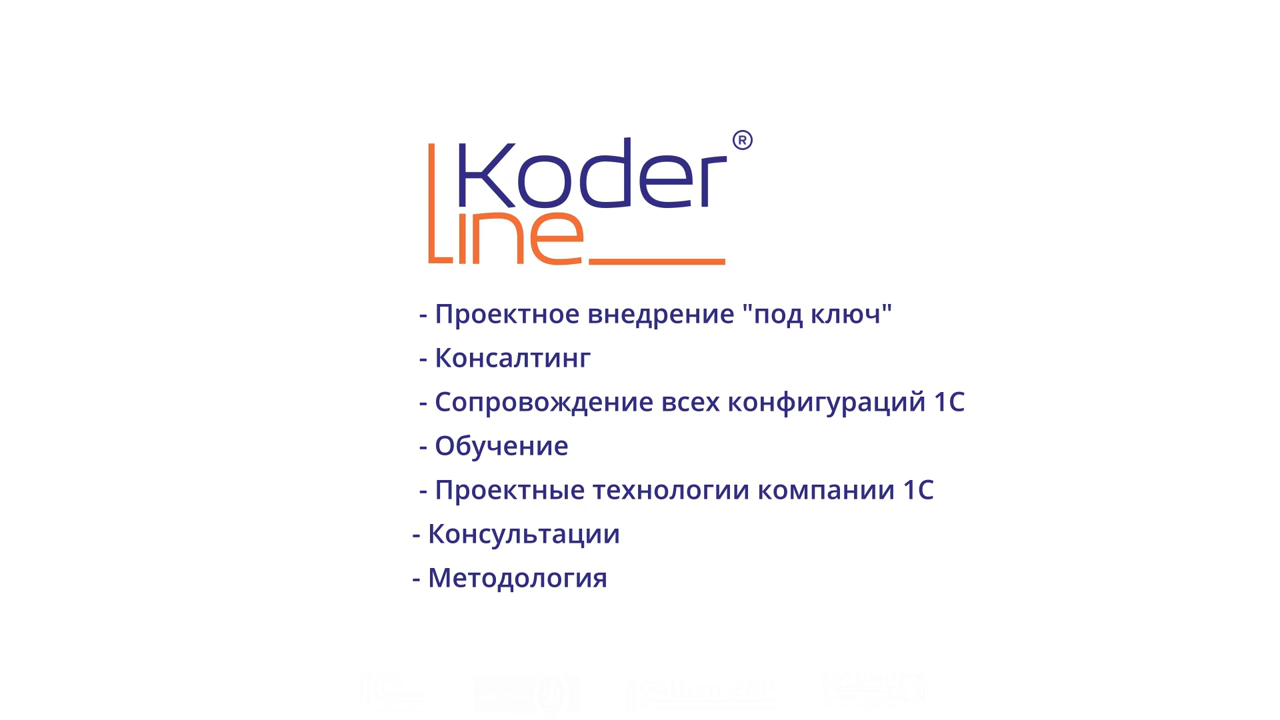 Koder®
Line
- Проектное внедрение "под ключ"
- Консалтинг
- Сопровождение всех конфигураций 1С
- Обучение
- Проектные технологии компании 1С
- Консультации
- Методология